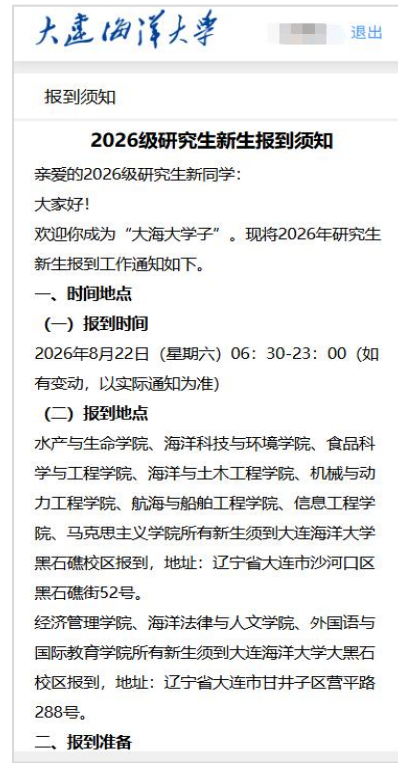 大连海洋大学
退出
报到须知
2026级研究生新生报到须知
亲爱的2026级研究生新同学：
大家好！
欢迎你成为“大海大学子”。现将2026年研究生
新生报到工作通知如下。
一、时间地点
（一）报到时间
2026年8月22日（星期六）06：30-23：00（如
有变动，以实际通知为准）
（二）报到地点
水产与生命学院、海洋科技与环境学院、食品科
学与工程学院、海洋与土木工程学院、机械与动
力工程学院、航海与船舶工程学院、信息工程学
院、马克思主义学院所有新生须到大连海洋大学
黑石礁校区报到，地址：辽宁省大连市沙河口区
黑石礁街52号。
经济管理学院、海洋法律与人文学院、外国语与
国际教育学院所有新生须到大连海洋大学大黑石
校区报到，地址：辽宁省大连市甘井子区营平路
288号。
二、报到准备